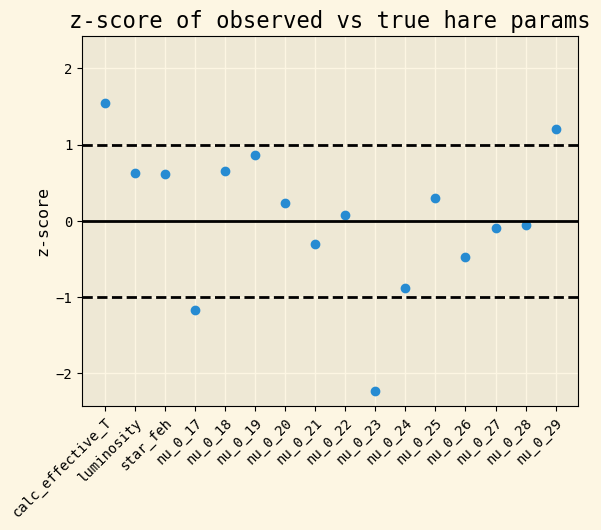 z-score of observed vs true hare params
z-score
2
1
0
−1
−2
calc_effective_T
luminosity
star_feh
nu_0_17
nu_0_18
nu_0_19
nu_0_20
nu_0_21
nu_0_22
nu_0_23
nu_0_24
nu_0_25
nu_0_26
nu_0_27
nu_0_28
nu_0_29